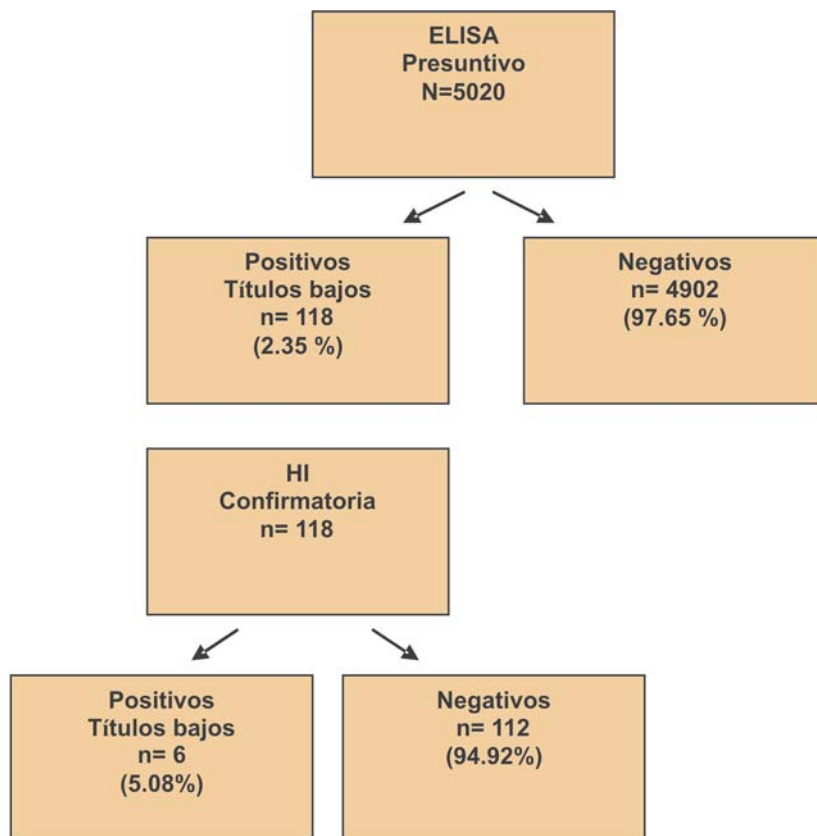 ELISA
Presuntivo
N=5020
Positivos
Títulos bajos
n= 118
(2.35 %)
Negativos
n= 4902
(97.65 %)
HI
Confirmatoria
n= 118
Positivos
Títulos bajos
n= 6
(5.08%)
Negativos
n= 112
(94.92%)